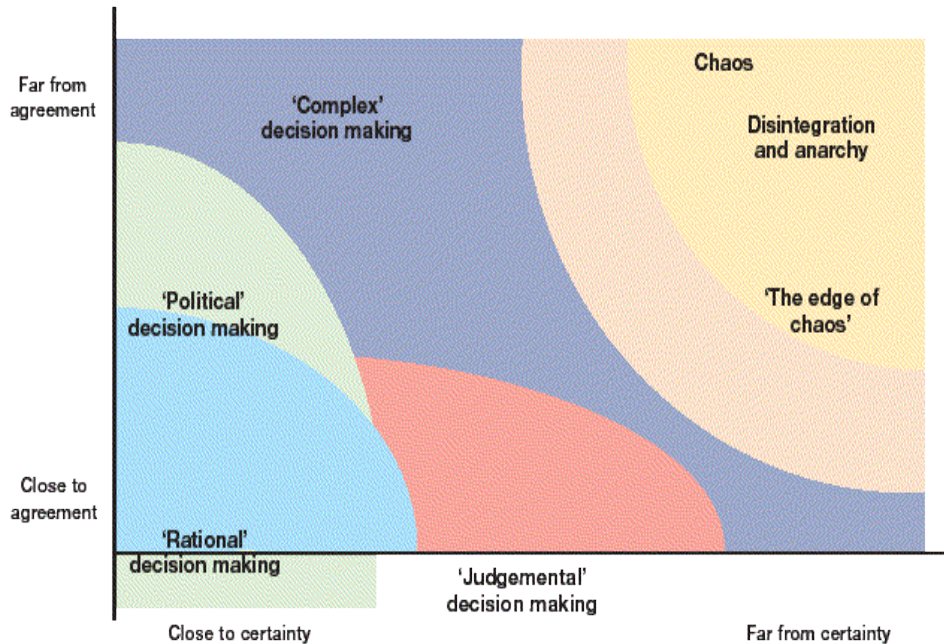 Far from
agreement
‘Complex’
decision making
Chaos
Disintegration
and anarchy
‘Political’
decision making
‘The edge of
chaos’
Close to
agreement
‘Rational’
decision making
‘Judgemental’
decision making
Close to certainty
Far from certainty